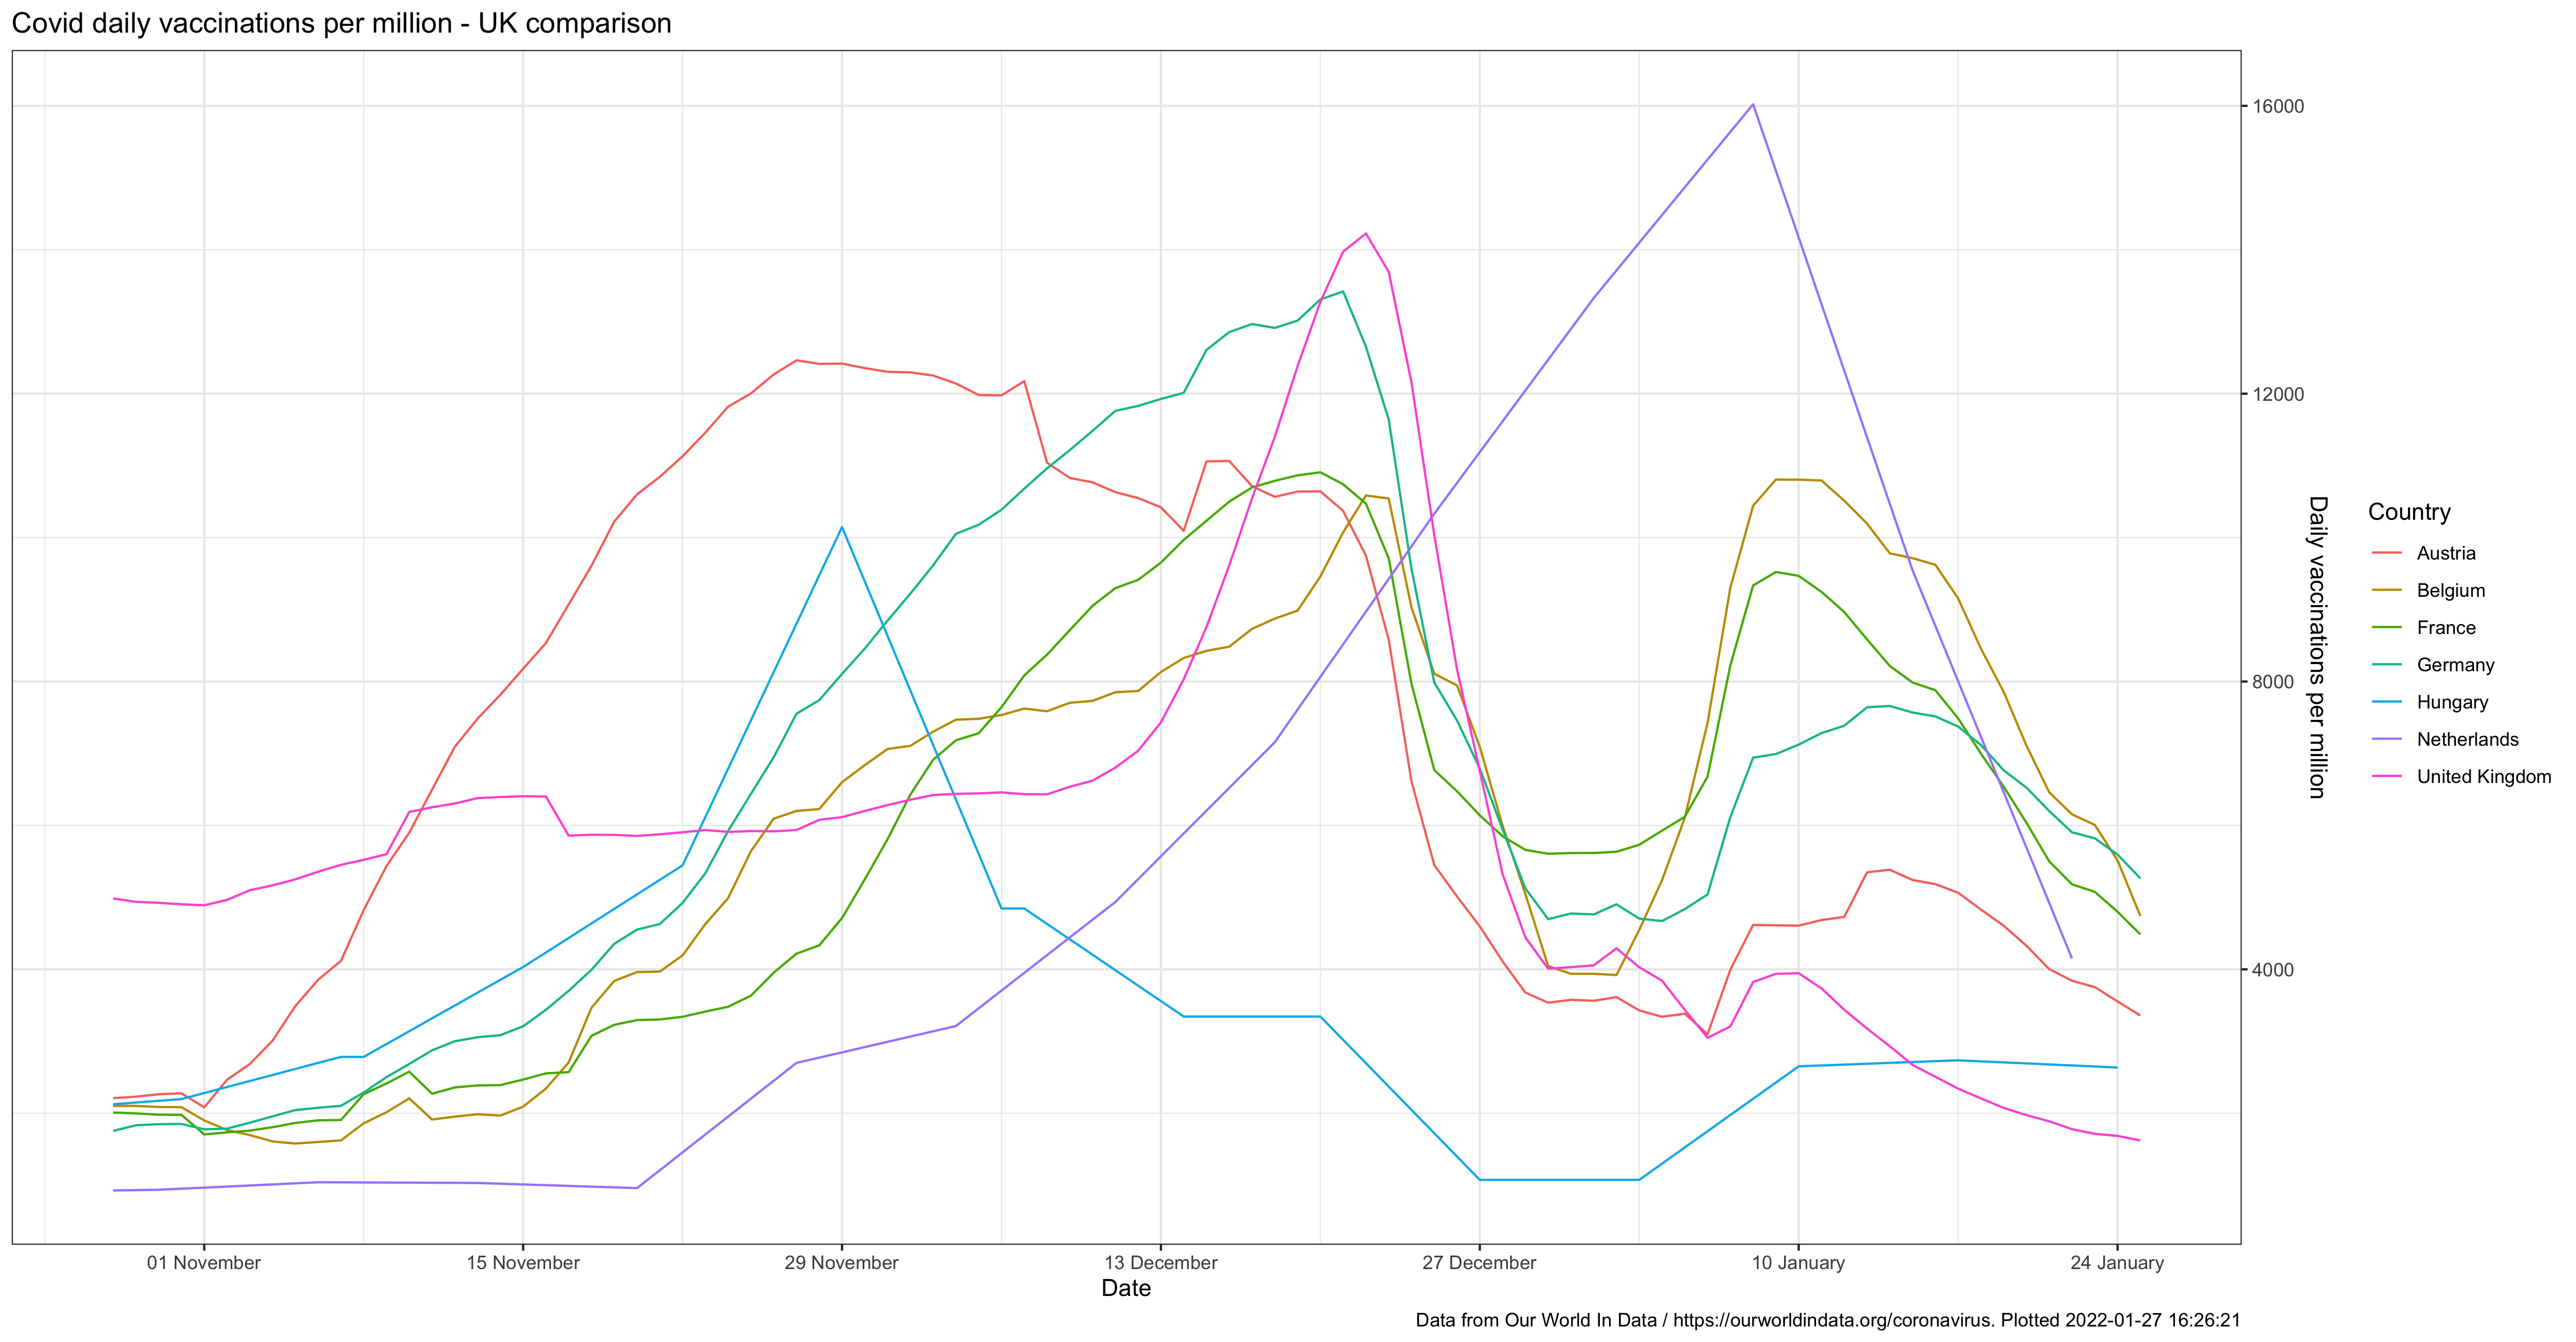 Covid daily vaccinations per million - UK comparison
16000
12000
8000
4000
Daily vaccinations per million
Country
Austria
Belgium
France
Germany
Hungary
Netherlands
United Kingdom
01 November
15 November
29 November
13 December
27 December
10 January
24 January
Date
Data from Our World In Data / https://ourworldindata.org/coronavirus. Plotted 2022-01-27 16:26:21